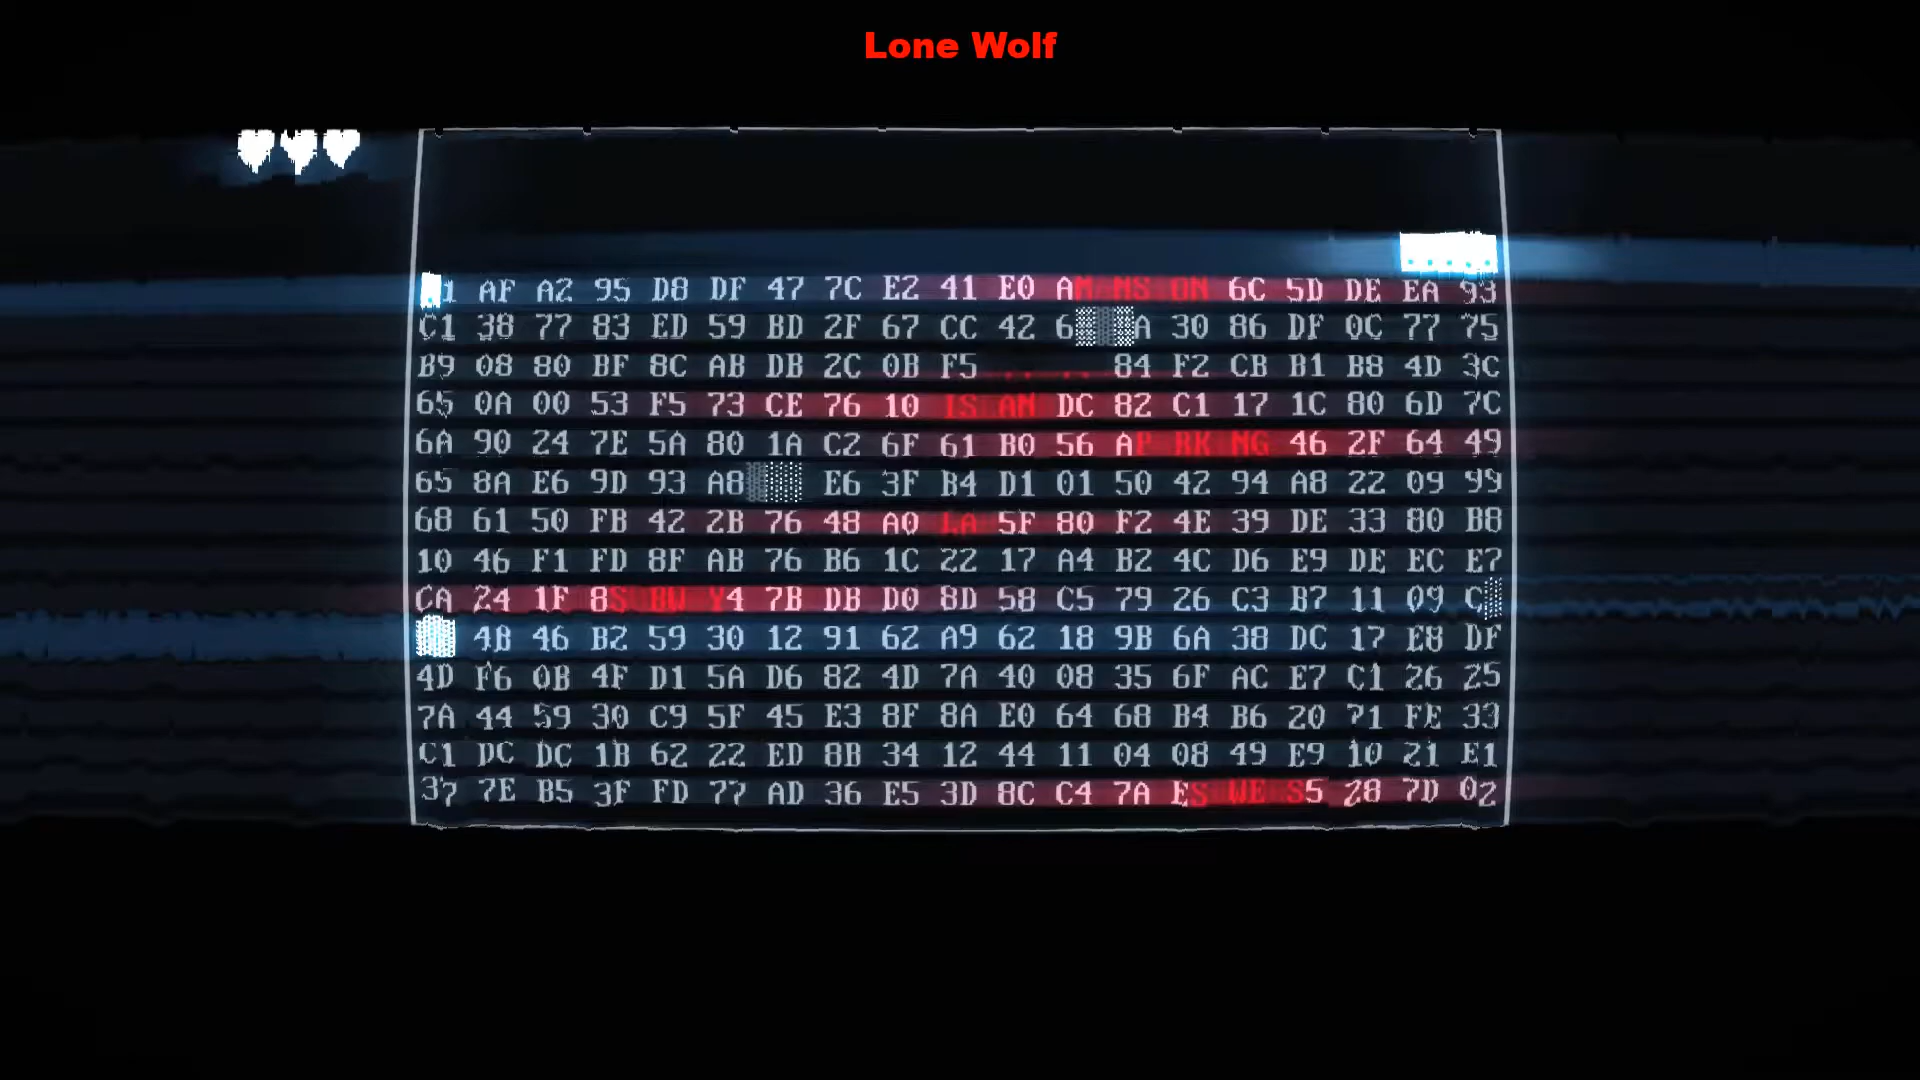 Lone Wolf
AF A2 95 D8 DF 47 7C E2 41 E0 AM NS ON 6C 5D DE EA 93
C1 38 77 83 ED 59 BD 2F 67 CC 42 6 A 30 86 DF 0C 77 75
B9 08 80 BF 8C AB DB 2C 0B F5 84 F2 CB B1 B8 4D 3C
65 0A 00 53 F5 73 CE 76 10 IS AN DC 82 C1 17 1C 80 6D 7C
6A 90 24 7E 5A 80 1A C2 6F 61 B0 56 AP RK NG 46 2F 64 49
65 8A E6 9D 93 A8 E6 3F B4 D1 01 50 42 94 A8 22 09 99
68 61 50 FB 42 2B 76 48 A0 LA 5F 80 F2 4E 39 DE 33 80 B8
10 46 F1 FD 8F AB 76 B6 1C 22 17 A4 B2 4C D6 E9 DE EC E7
CA 24 1F 8S BW Y4 7B DB D0 8D 58 C5 79 26 C3 B7 11 09 C
4B 46 B2 59 30 12 91 62 A9 62 18 9B 6A 38 DC 17 E8 DF
4D F6 0B 4F D1 5A D6 82 4D 7A 40 08 35 6F AC E7 C1 26 25
7A 44 59 30 C9 5F 45 E3 8F 8A E0 64 68 B4 B6 20 71 FE 33
C1 DC DC 1B 62 22 ED 8B 34 12 44 11 04 08 49 E9 10 21 E1
37 7E B5 3F FD 77 AD 36 E5 3D 8C C4 7A ES WE S5 28 7D 02